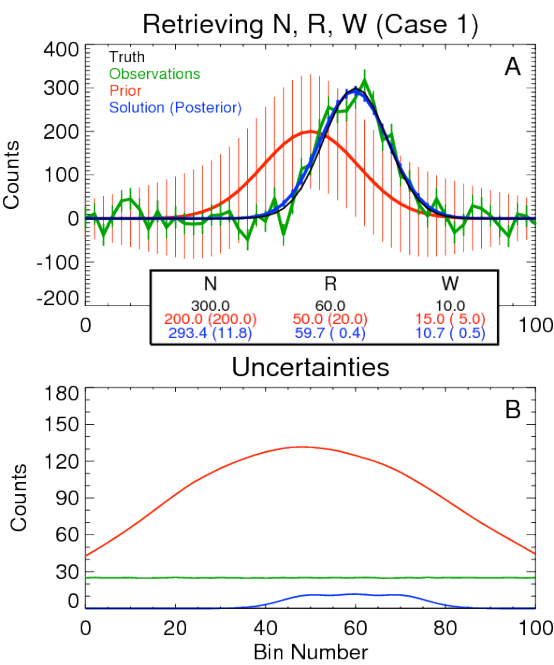 Retrieving N, R, W (Case 1)
A
Truth
Observations
Prior
Solution (Posterior)
400
300
200
100
0
-100
-200
Counts
0
100
N R W
300.0 60.0 10.0
200.0 (200.0) 50.0 (20.0) 15.0 ( 5.0)
293.4 (11.8) 59.7 ( 0.4) 10.7 ( 0.5)
Uncertainties
B
180
150
120
90
60
30
0
Counts
0 20 40 60 80 100
Bin Number